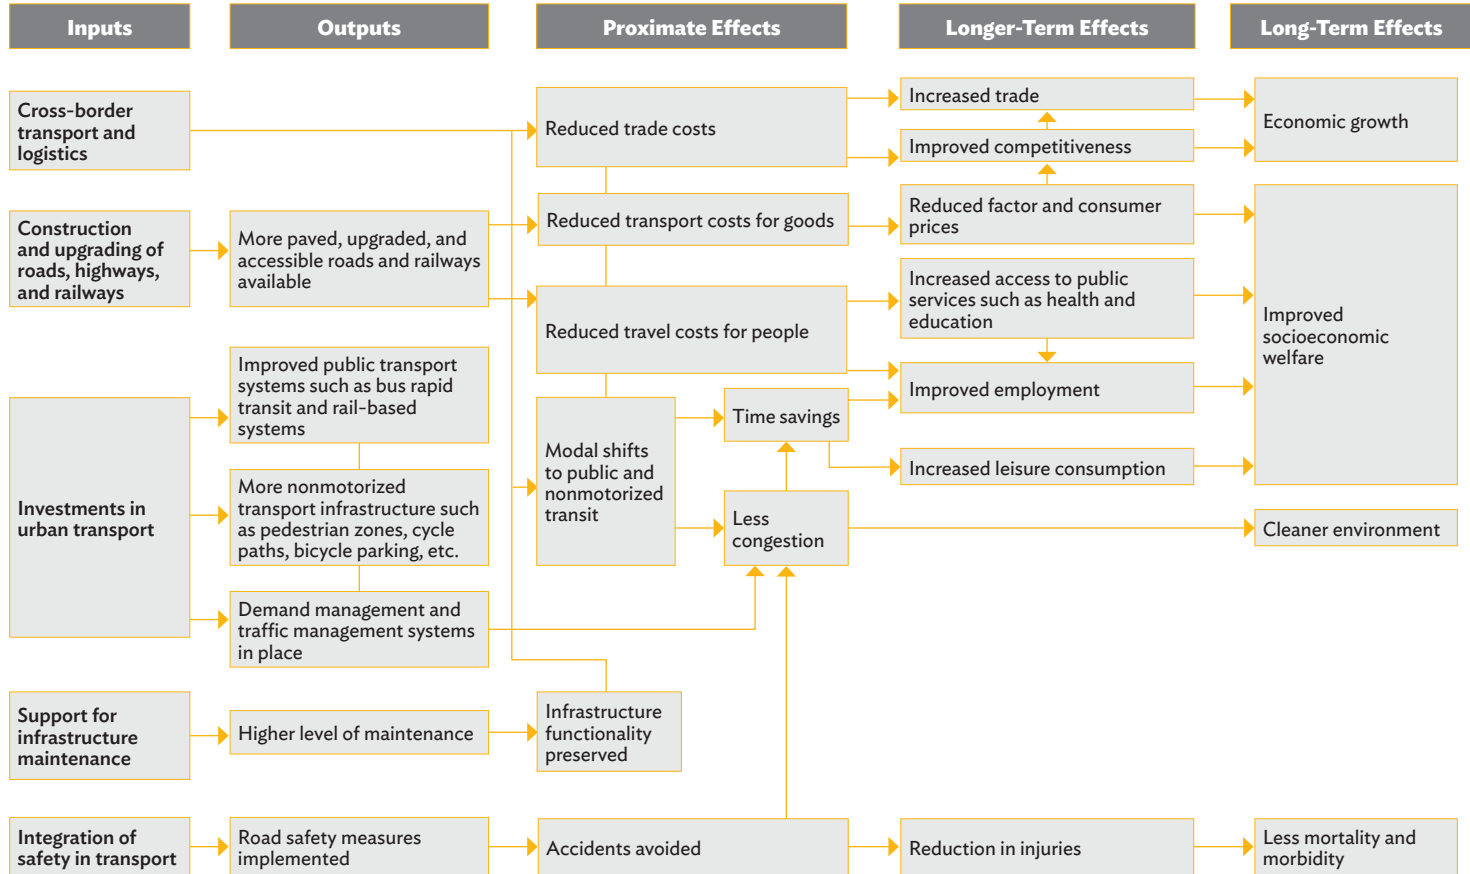 Inputs
Outputs
Proximate Effects
Longer-Term Effects
Long-Term Effects
Cross-border
transport and
logistics
Reduced trade costs
Increased trade
Improved competitiveness
Economic growth
Construction
and upgrading of
roads, highways,
and railways
More paved, upgraded, and
accessible roads and railways
available
Reduced transport costs for goods
Reduced factor and consumer
prices
Reduced travel costs for people
Increased access to public
services such as health and
education
Improved
socioeconomic
welfare
Investments in
urban transport
Improved public transport
systems such as bus rapid
transit and rail-based
systems
More nonmotorized
transport infrastructure such
as pedestrian zones, cycle
paths, bicycle parking, etc.
Demand management and
traffic management systems
in place
Modal shifts
to public and
nonmotorized
transit
Time savings
Less
congestion
Improved employment
Increased leisure consumption
Cleaner environment
Support for
infrastructure
maintenance
Higher level of maintenance
Infrastructure
functionality
preserved
Integration of
safety in transport
Road safety measures
implemented
Accidents avoided
Reduction in injuries
Less mortality and
morbidity